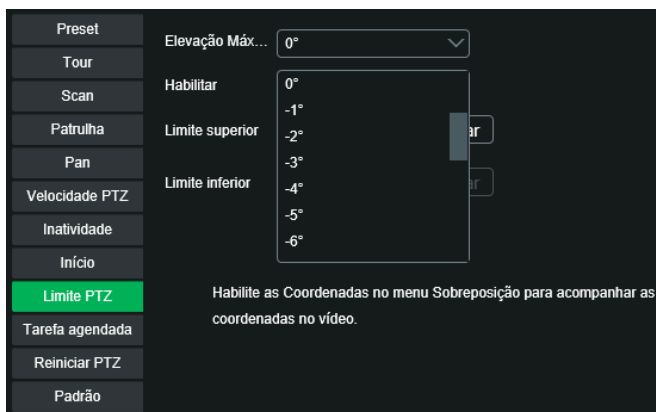 Preset
Tour
Scan
Patrulha
Pan
Velocidade PTZ
Inatividade
Início
Limite PTZ
Tarefa agendada
Reiniciar PTZ
Padrão
Elevação Máx... 0°
Habilitar
Limite superior
Limite inferior
0°
-1°
-2°
-3°
-4°
-5°
-6°
Habilite as Coordenadas no menu Sobreposição para acompanhar as
coordenadas no vídeo.